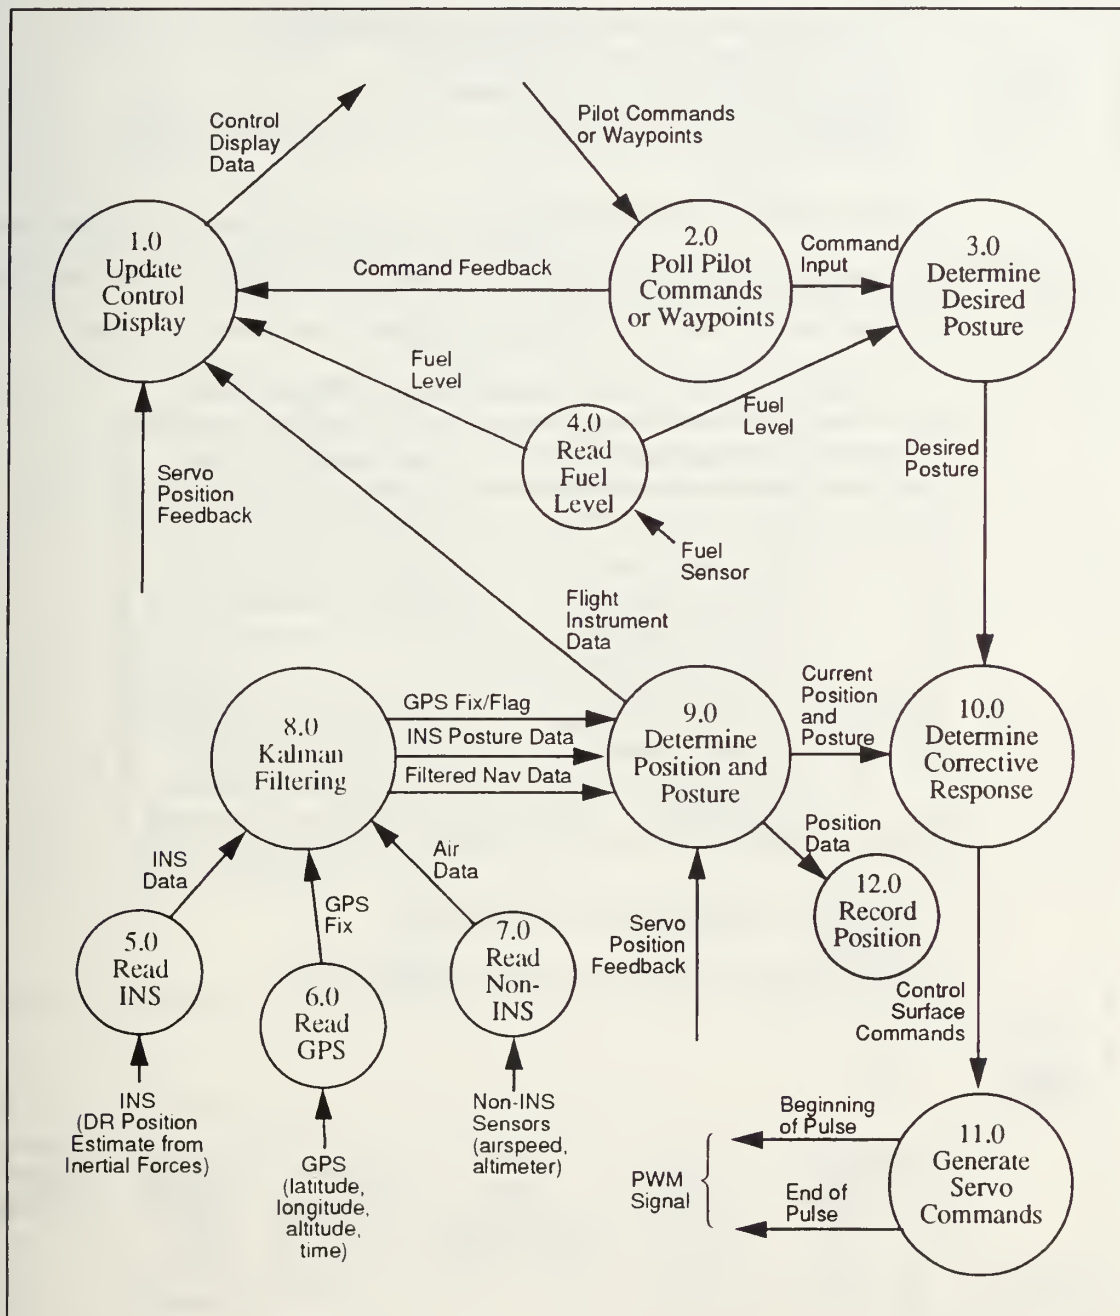 Control
Display
Data
Pilot Commands
or Waypoints
1.0
Update
Control
Display
Command Feedback
2.0
Poll Pilot
Commands
or Waypoints
Command
Input
3.0
Determine
Desired
Posture
Fuel
Level
4.0
Read
Fuel
Level
Fuel
Level
Desired
Posture
Servo
Position
Feedback
Fuel
Sensor
Flight
Instrument
Data
8.0
Kalman
Filtering
GPS Fix/Flag
INS Posture Data
Filtered Nav Data
9.0
Determine
Position and
Posture
Current
Position
and
Posture
10.0
Determine
Corrective
Response
INS
Data
GPS
Fix
Air
Data
Position
Data
12.0
Record
Position
5.0
Read
INS
6.0
Read
GPS
7.0
Read
Non-
INS
Servo
Position
Feedback
Control
Surface
Commands
INS
(DR Position
Estimate from
Inertial Forces)
GPS
(latitude,
longitude,
altitude,
time)
Non-INS
Sensors
(airspeed,
altimeter)
PWM
Signal
Beginning
of Pulse
End of
Pulse
11.0
Generate
Servo
Commands